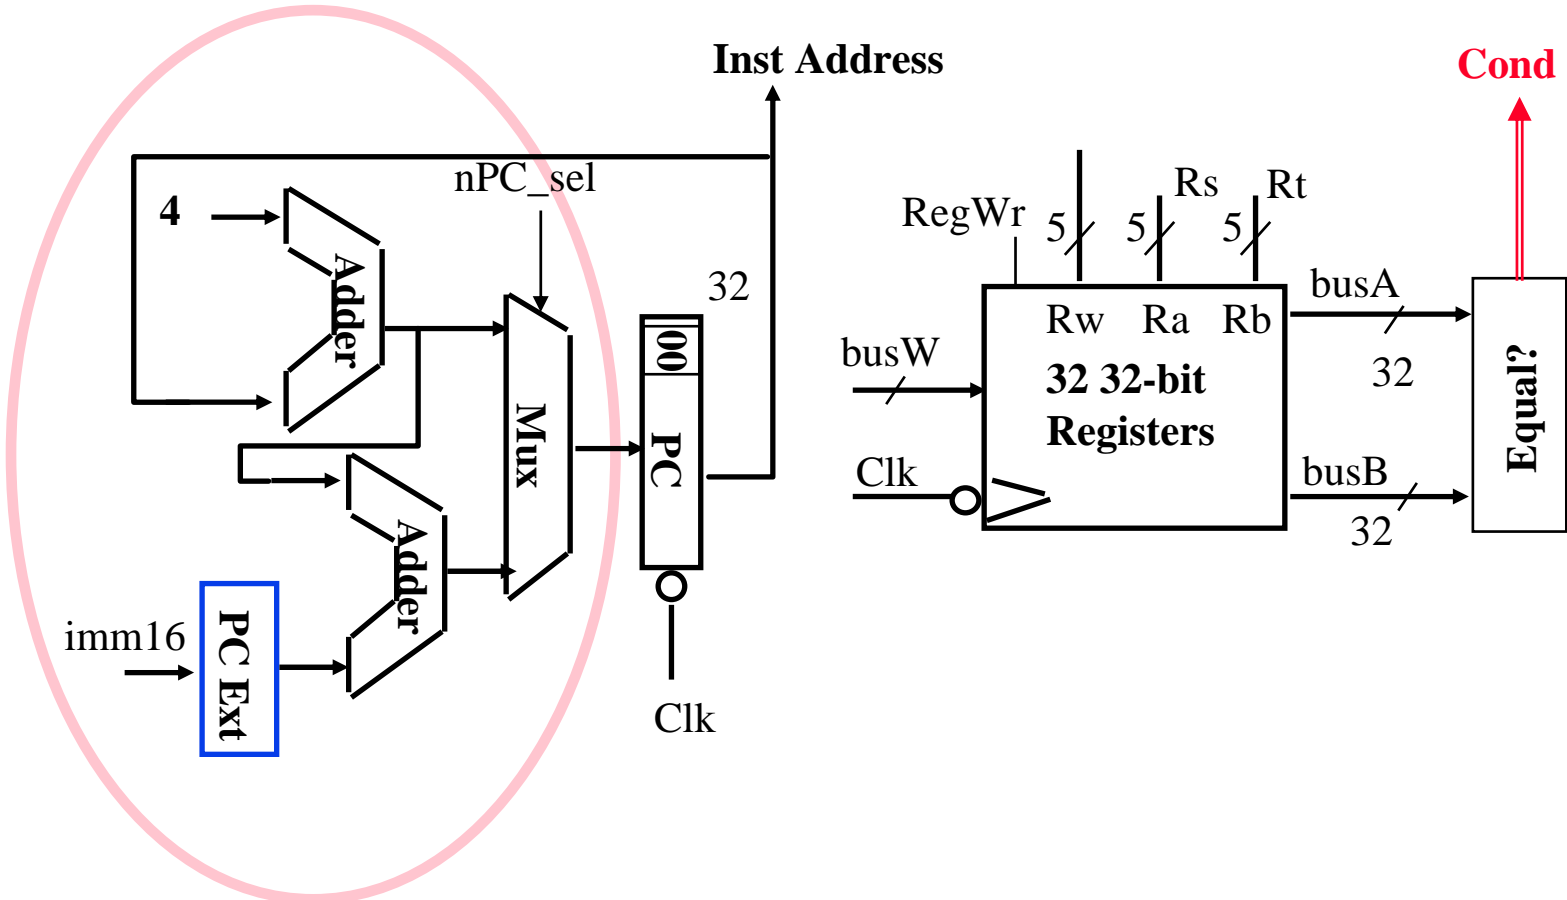 Inst Address
Cond
nPC_sel
4
Adder
32
00
PC
Mux
Adder
imm16
PC Ext
Clk
RegWr
5
5
Rs
5
Rt
Rw Ra Rb
busW
32 32-bit
Registers
Clk
busA
32
busB
32
Equal?